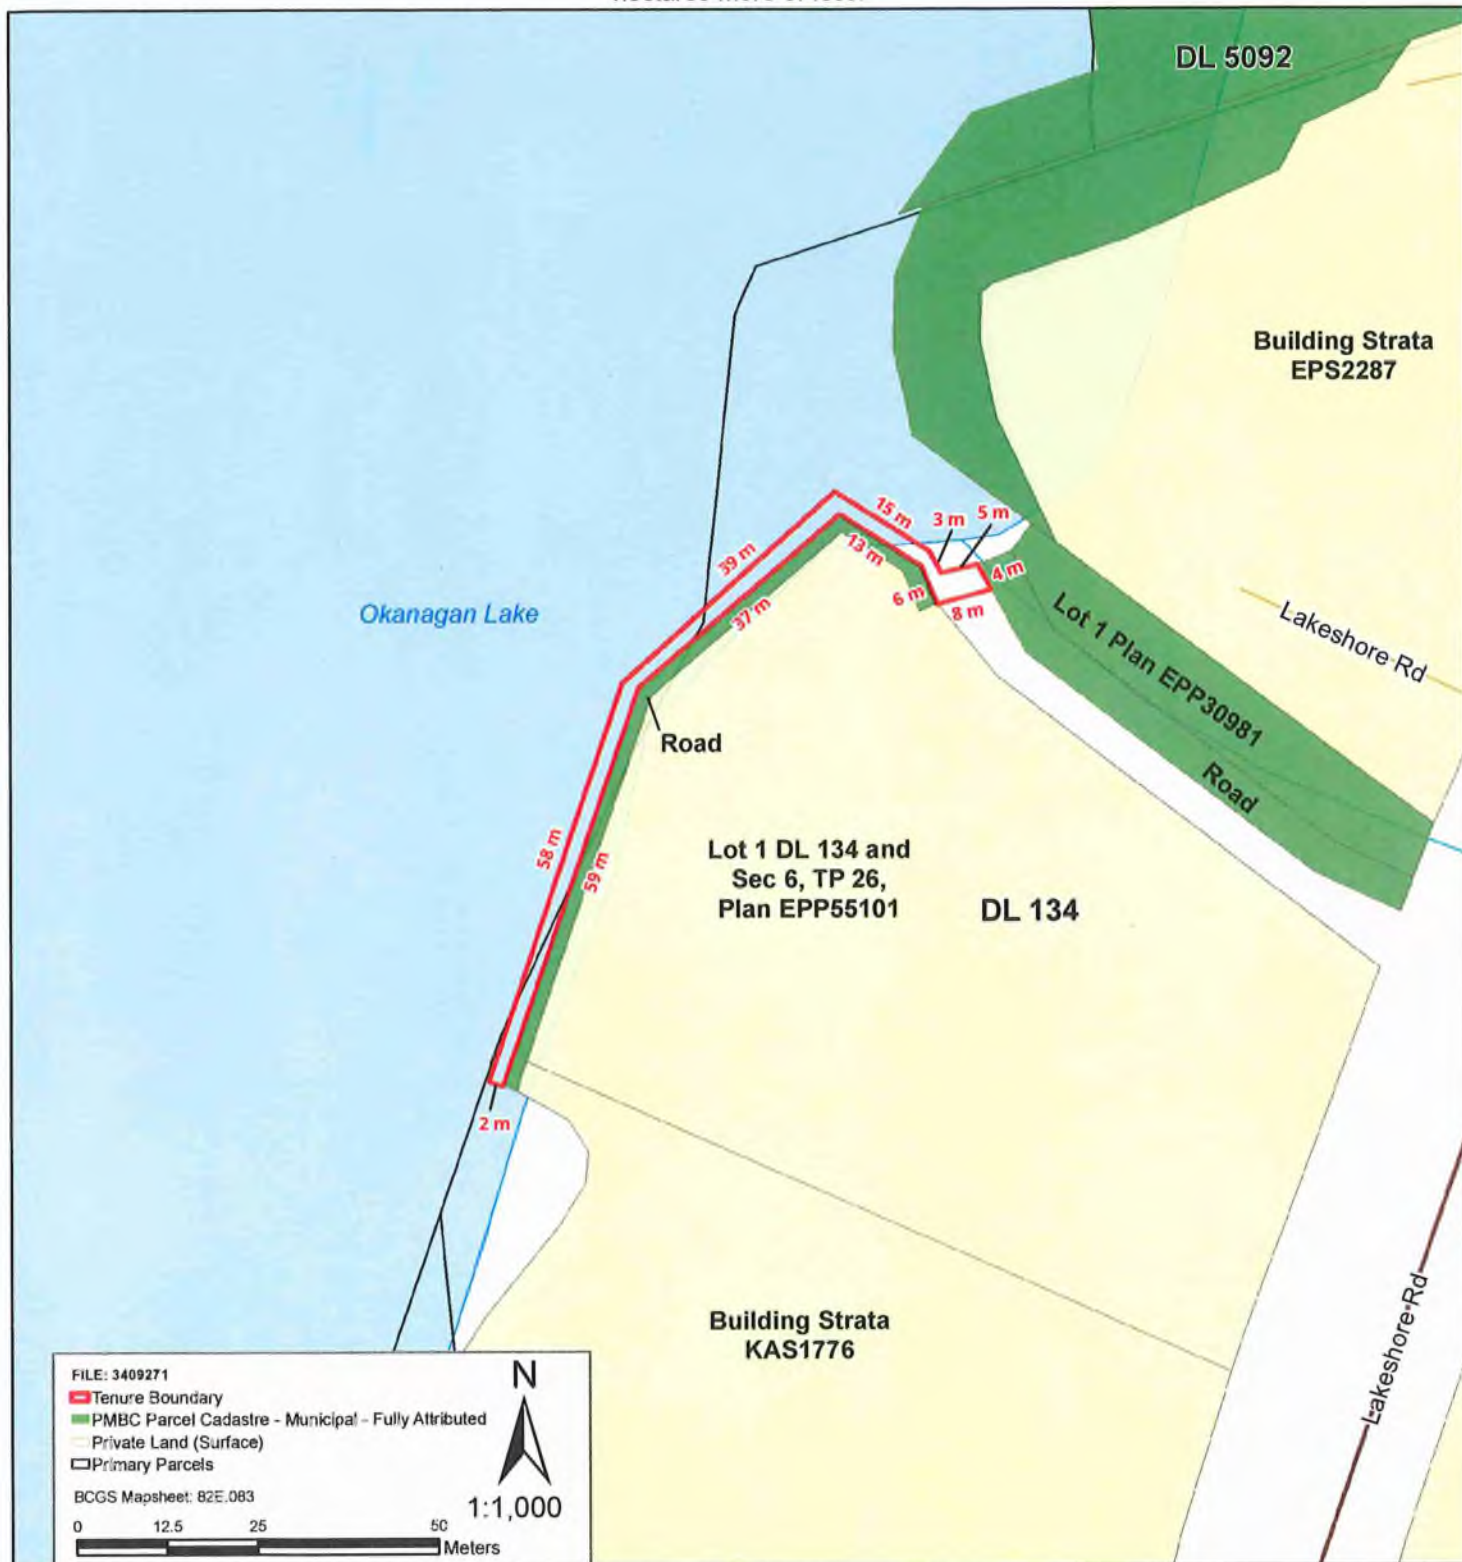 DL 5092
Building Strata
EPS2287
15 m
3 m
5 m
39 m
13 m
4 m
6 m
8 m
37 m
Okanagan Lake
Lot 1 Plan EPP30981
Lakeshore Rd
Road
Road
58 m
59 m
Lot 1 DL 134 and
Sec 6, TP 26,
Plan EPP55101
DL 134
2 m
Building Strata
KAS1776
Lakeshore Rd
FILE: 3409271
Tenure Boundary
PMBC Parcel Cadastre - Municipal - Fully Attributed
Private Land (Surface)
Primary Parcels
BCGS Mapsheet: 82E.083
N
1:1,000
0 12.5 25 50
Meters